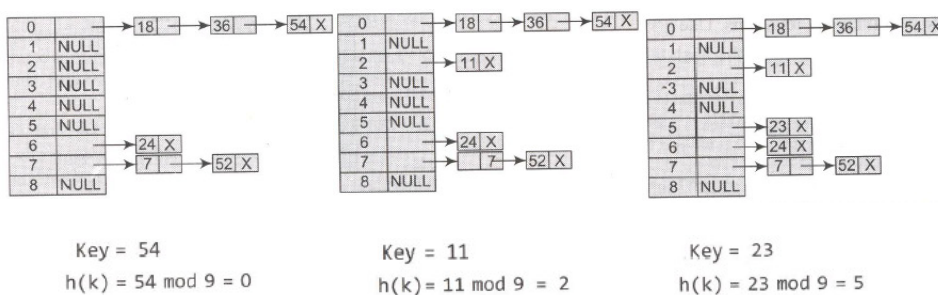 0 18 36 54 X
1 NULL
2 NULL
3 NULL
4 NULL
5 NULL
6 24 X
7 7 52 X
8 NULL
Key = 54
h(k) = 54 mod 9 = 0
0 18 36 54 X
1 NULL
2 11 X
3 NULL
4 NULL
5 NULL
6 24 X
7 7 52 X
8 NULL
Key = 11
h(k) = 11 mod 9 = 2
0 18 36 54 X
1 NULL
2 11 X
-3 NULL
4 NULL
5 23 X
6 24 X
7 7 52 X
8 NULL
Key = 23
h(k) = 23 mod 9 = 5